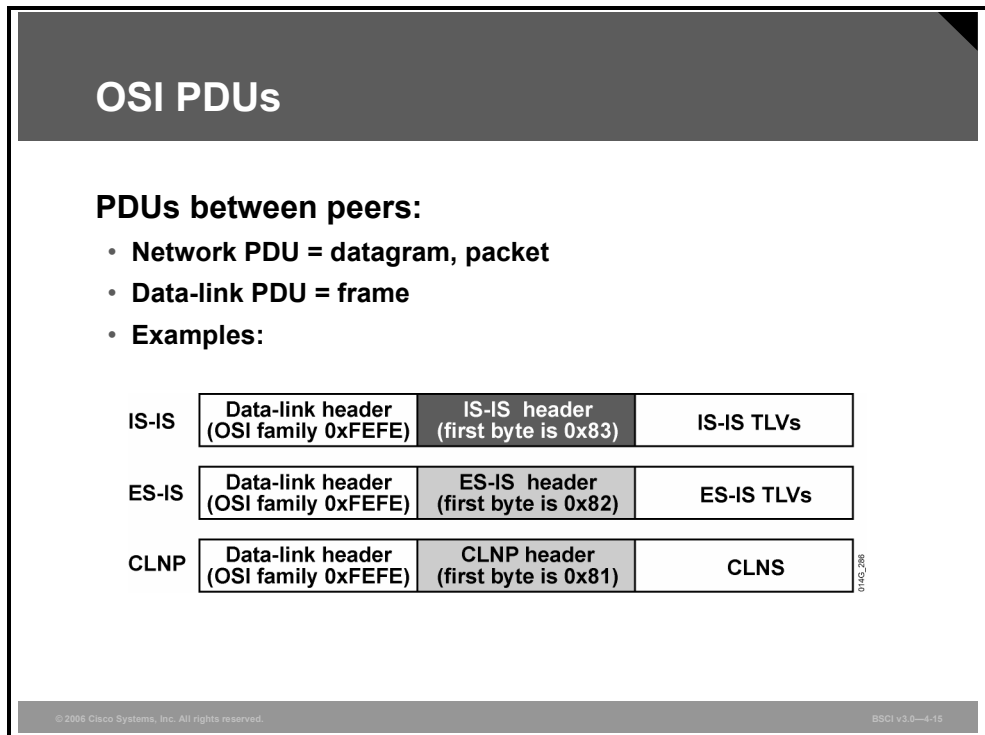 OSI PDUs
PDUs between peers:
• Network PDU = datagram, packet
• Data-link PDU = frame
• Examples:
IS-IS
Data-link header
(OSI family 0xFEFE)
IS-IS header
(first byte is 0x83)
IS-IS TLVs
ES-IS
Data-link header
(OSI family 0xFEFE)
ES-IS header
(first byte is 0x82)
ES-IS TLVs
CLNP
Data-link header
(OSI family 0xFEFE)
CLNP header
(first byte is 0x81)
CLNS
014G_286
© 2006 Cisco Systems, Inc. All rights reserved.
BSCI v3.0—4-15